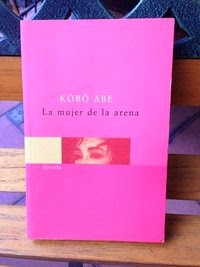 KŌBŌ ABE
La mujer de la arena
Siruela